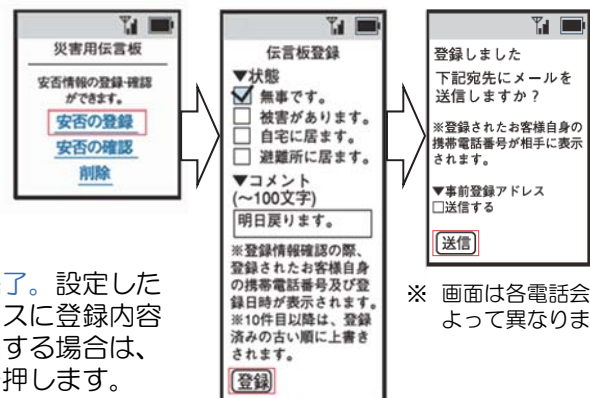 災害用伝言板
安否情報の登録・確認
ができます。
安否の登録
安否の確認
削除
伝言板登録
▼状態
☑ 無事です。
□ 被害があります。
□ 自宅に居ます。
□ 避難所に居ます。
▼コメント
(～100文字)
明日戻ります。
※登録情報確認の際、
登録されたお客様自身
の携帯電話番号及び登
録日時が表示されます。
※10件目以降は、登録
済みの古い順に上書き
されます。
登録
登録しました
下記宛先にメールを
送信しますか？
※登録されたお客様自身の
携帯電話番号が相手に表示
されます。
▼事前登録アドレス
□送信する
送信
※ 画面は各電話会
よって異なりま
了。設定した
スに登録内容
する場合は、
押します。